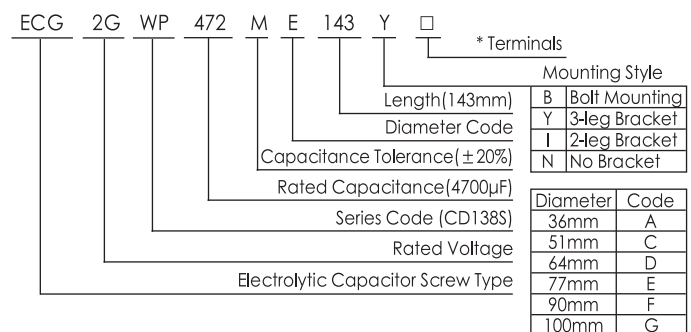 ECG 2G WP 472 M E 143 Y □
* Terminals
Mounting Style
B Bolt Mounting
Y 3-leg Bracket
I 2-leg Bracket
N No Bracket
Length(143mm)
Diameter Code
Capacitance Tolerance(±20%)
Rated Capacitance(4700µF)
Series Code (CD138S)
Rated Voltage
Electrolytic Capacitor Screw Type
Diameter Code
36mm A
51mm C
64mm D
77mm E
90mm F
100mm G